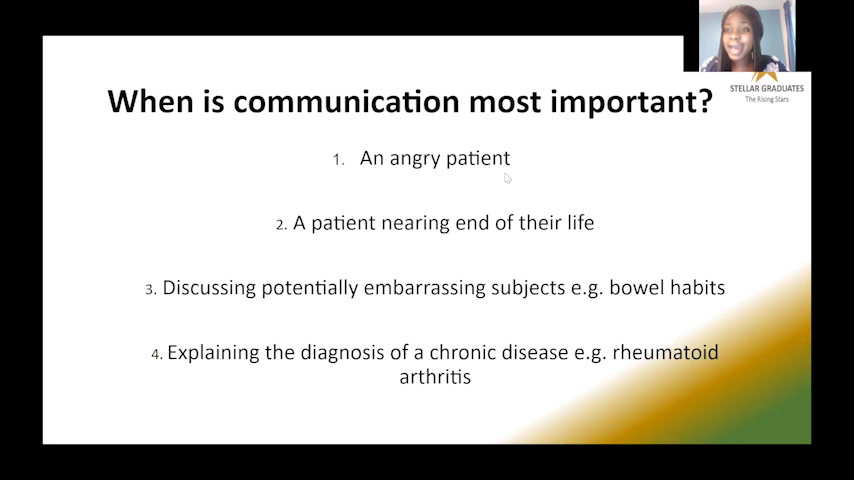 When is communication most important?
STELLAR GRADUATES
The Rising Stars
1. An angry patient
2. A patient nearing end of their life
3. Discussing potentially embarrassing subjects e.g. bowel habits
4. Explaining the diagnosis of a chronic disease e.g. rheumatoid
arthritis